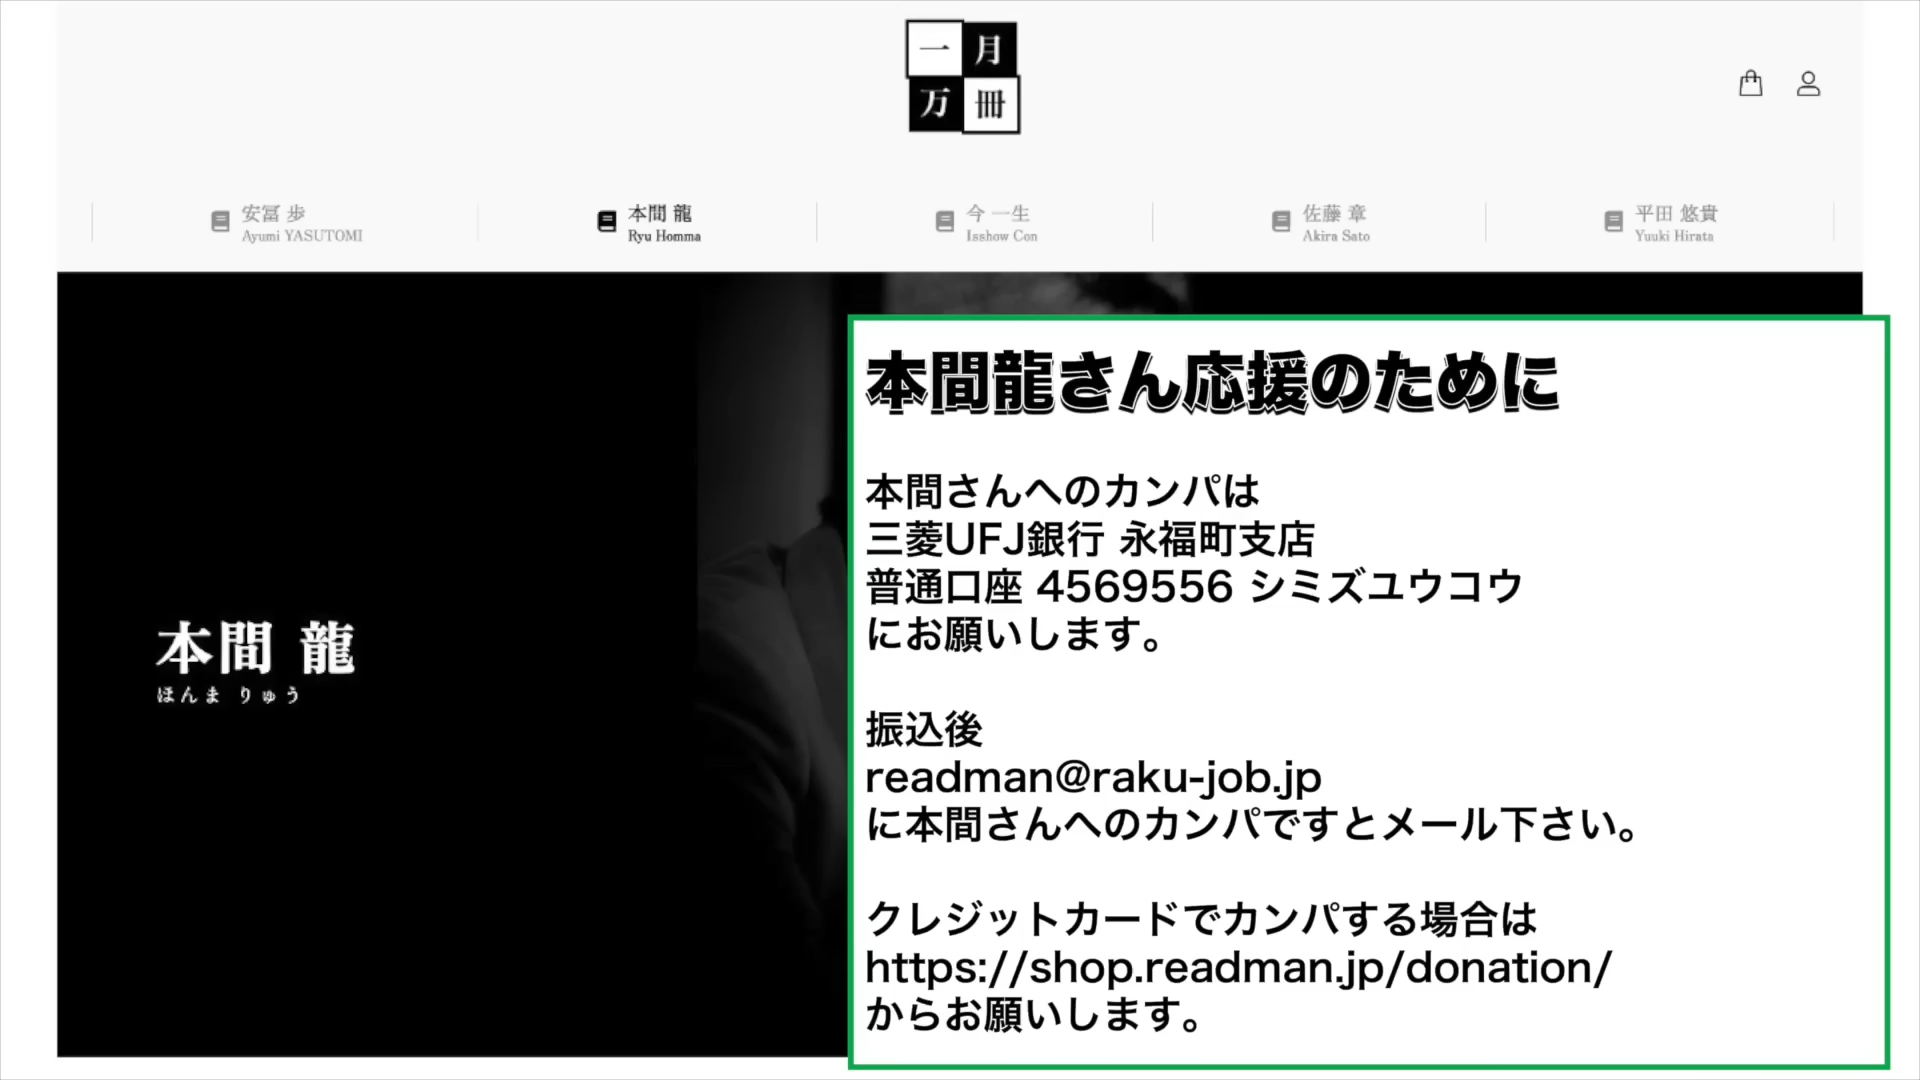 一月
万冊
安冨 歩
Ayumi YASUTOMI
本間 龍
Ryu Homma
今 一生
Isshow Con
佐藤 章
Akira Sato
平田 悠貴
Yuuki Hirata
本間 龍
ほんま りゅう
本間龍さん応援のために
本間さんへのカンパは
三菱UFJ銀行 永福町支店
普通口座 4569556 シミズユウコウ
にお願いします。
振込後
readman@raku-job.jp
に本間さんへのカンパですとメール下さい。
クレジットカードでカンパする場合は
https://shop.readman.jp/donation/
からお願いします。